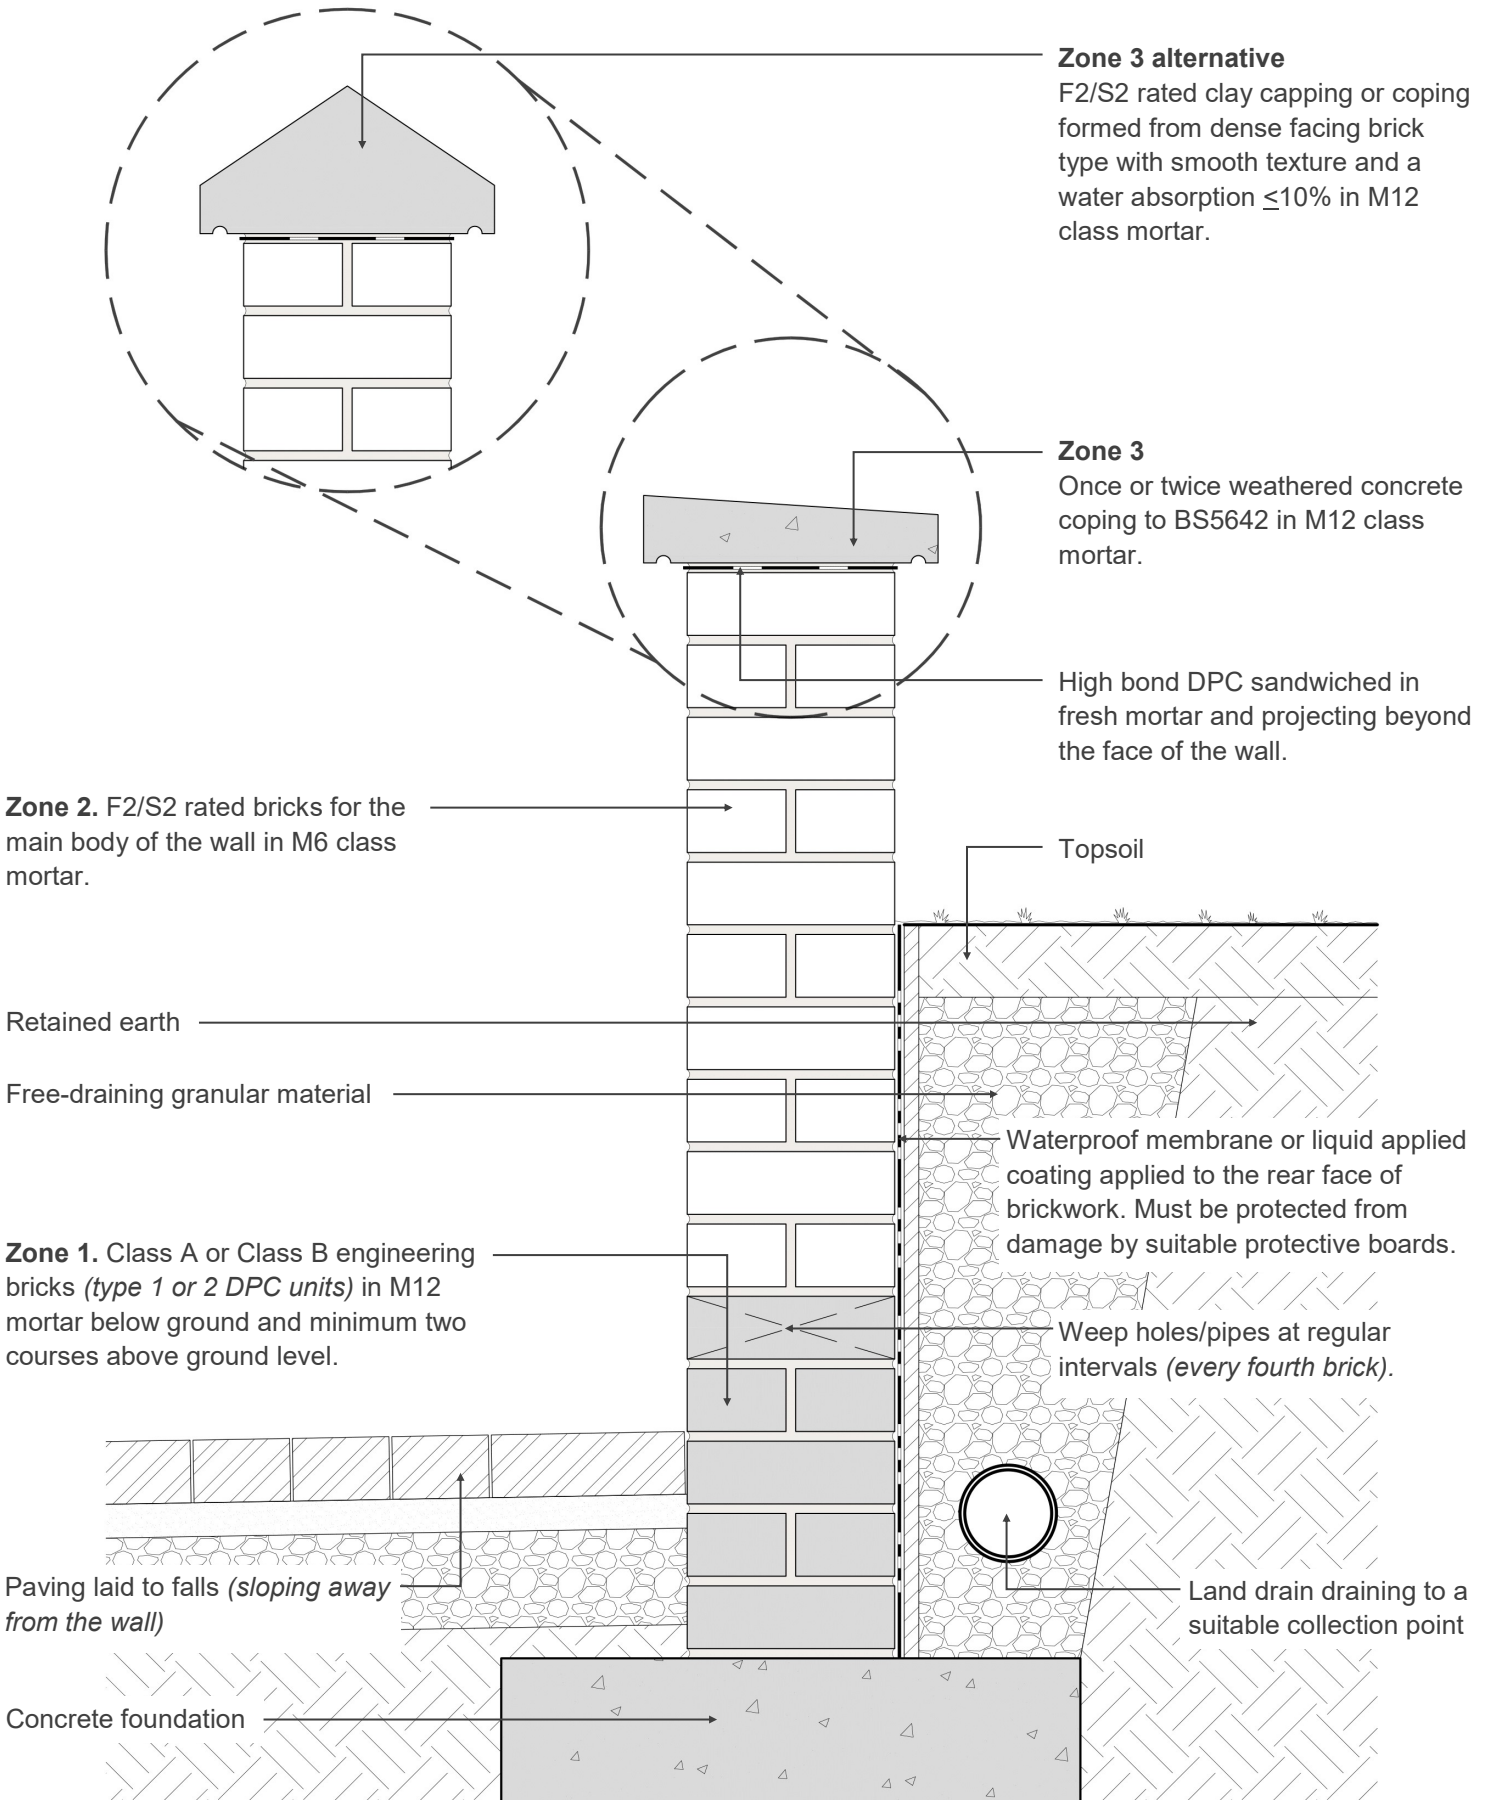 Zone 3 alternative
F2/S2 rated clay capping or coping
formed from dense facing brick
type with smooth texture and a
water absorption ≤10% in M12
class mortar.
Zone 3
Once or twice weathered concrete
coping to BS5642 in M12 class
mortar.
High bond DPC sandwiched in
fresh mortar and projecting beyond
the face of the wall.
Zone 2. F2/S2 rated bricks for the
main body of the wall in M6 class
mortar.
Topsoil
Retained earth
Free-draining granular material
Waterproof membrane or liquid applied
coating applied to the rear face of
brickwork. Must be protected from
damage by suitable protective boards.
Zone 1. Class A or Class B engineering
bricks (type 1 or 2 DPC units) in M12
mortar below ground and minimum two
courses above ground level.
Weep holes/pipes at regular
intervals (every fourth brick).
Paving laid to falls (sloping away
from the wall)
Land drain draining to a
suitable collection point
Concrete foundation